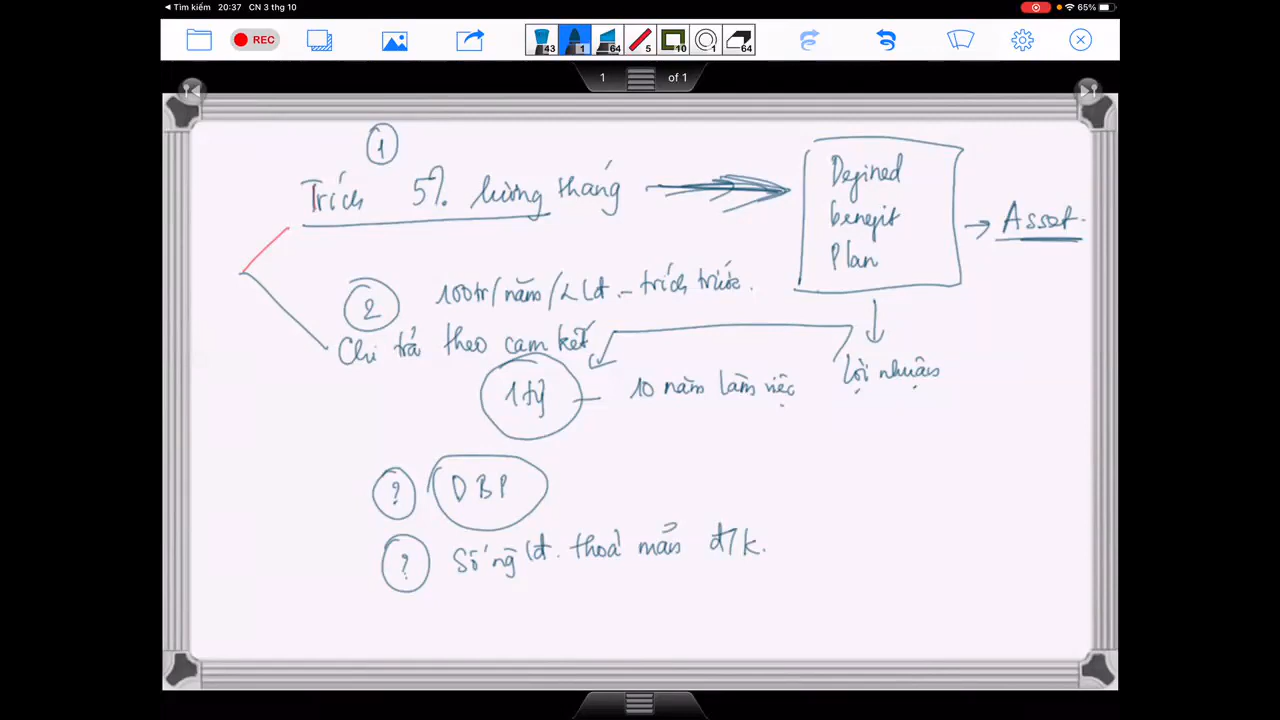 Tìm kiếm 20:37 CN 3 thg 10 65%
REC 43 1 64 5 10 1 64
1 of 1
1
Trích 5% lương tháng
Defined
benefit
Plan
Asset.
2 100tr/năm/1 lđ - trích trước.
Chi trả theo cam kết
1 tỷ - 10 năm làm việc
lợi nhuận
? DBP
? Số ng lđ. thoả mãn đ/k.